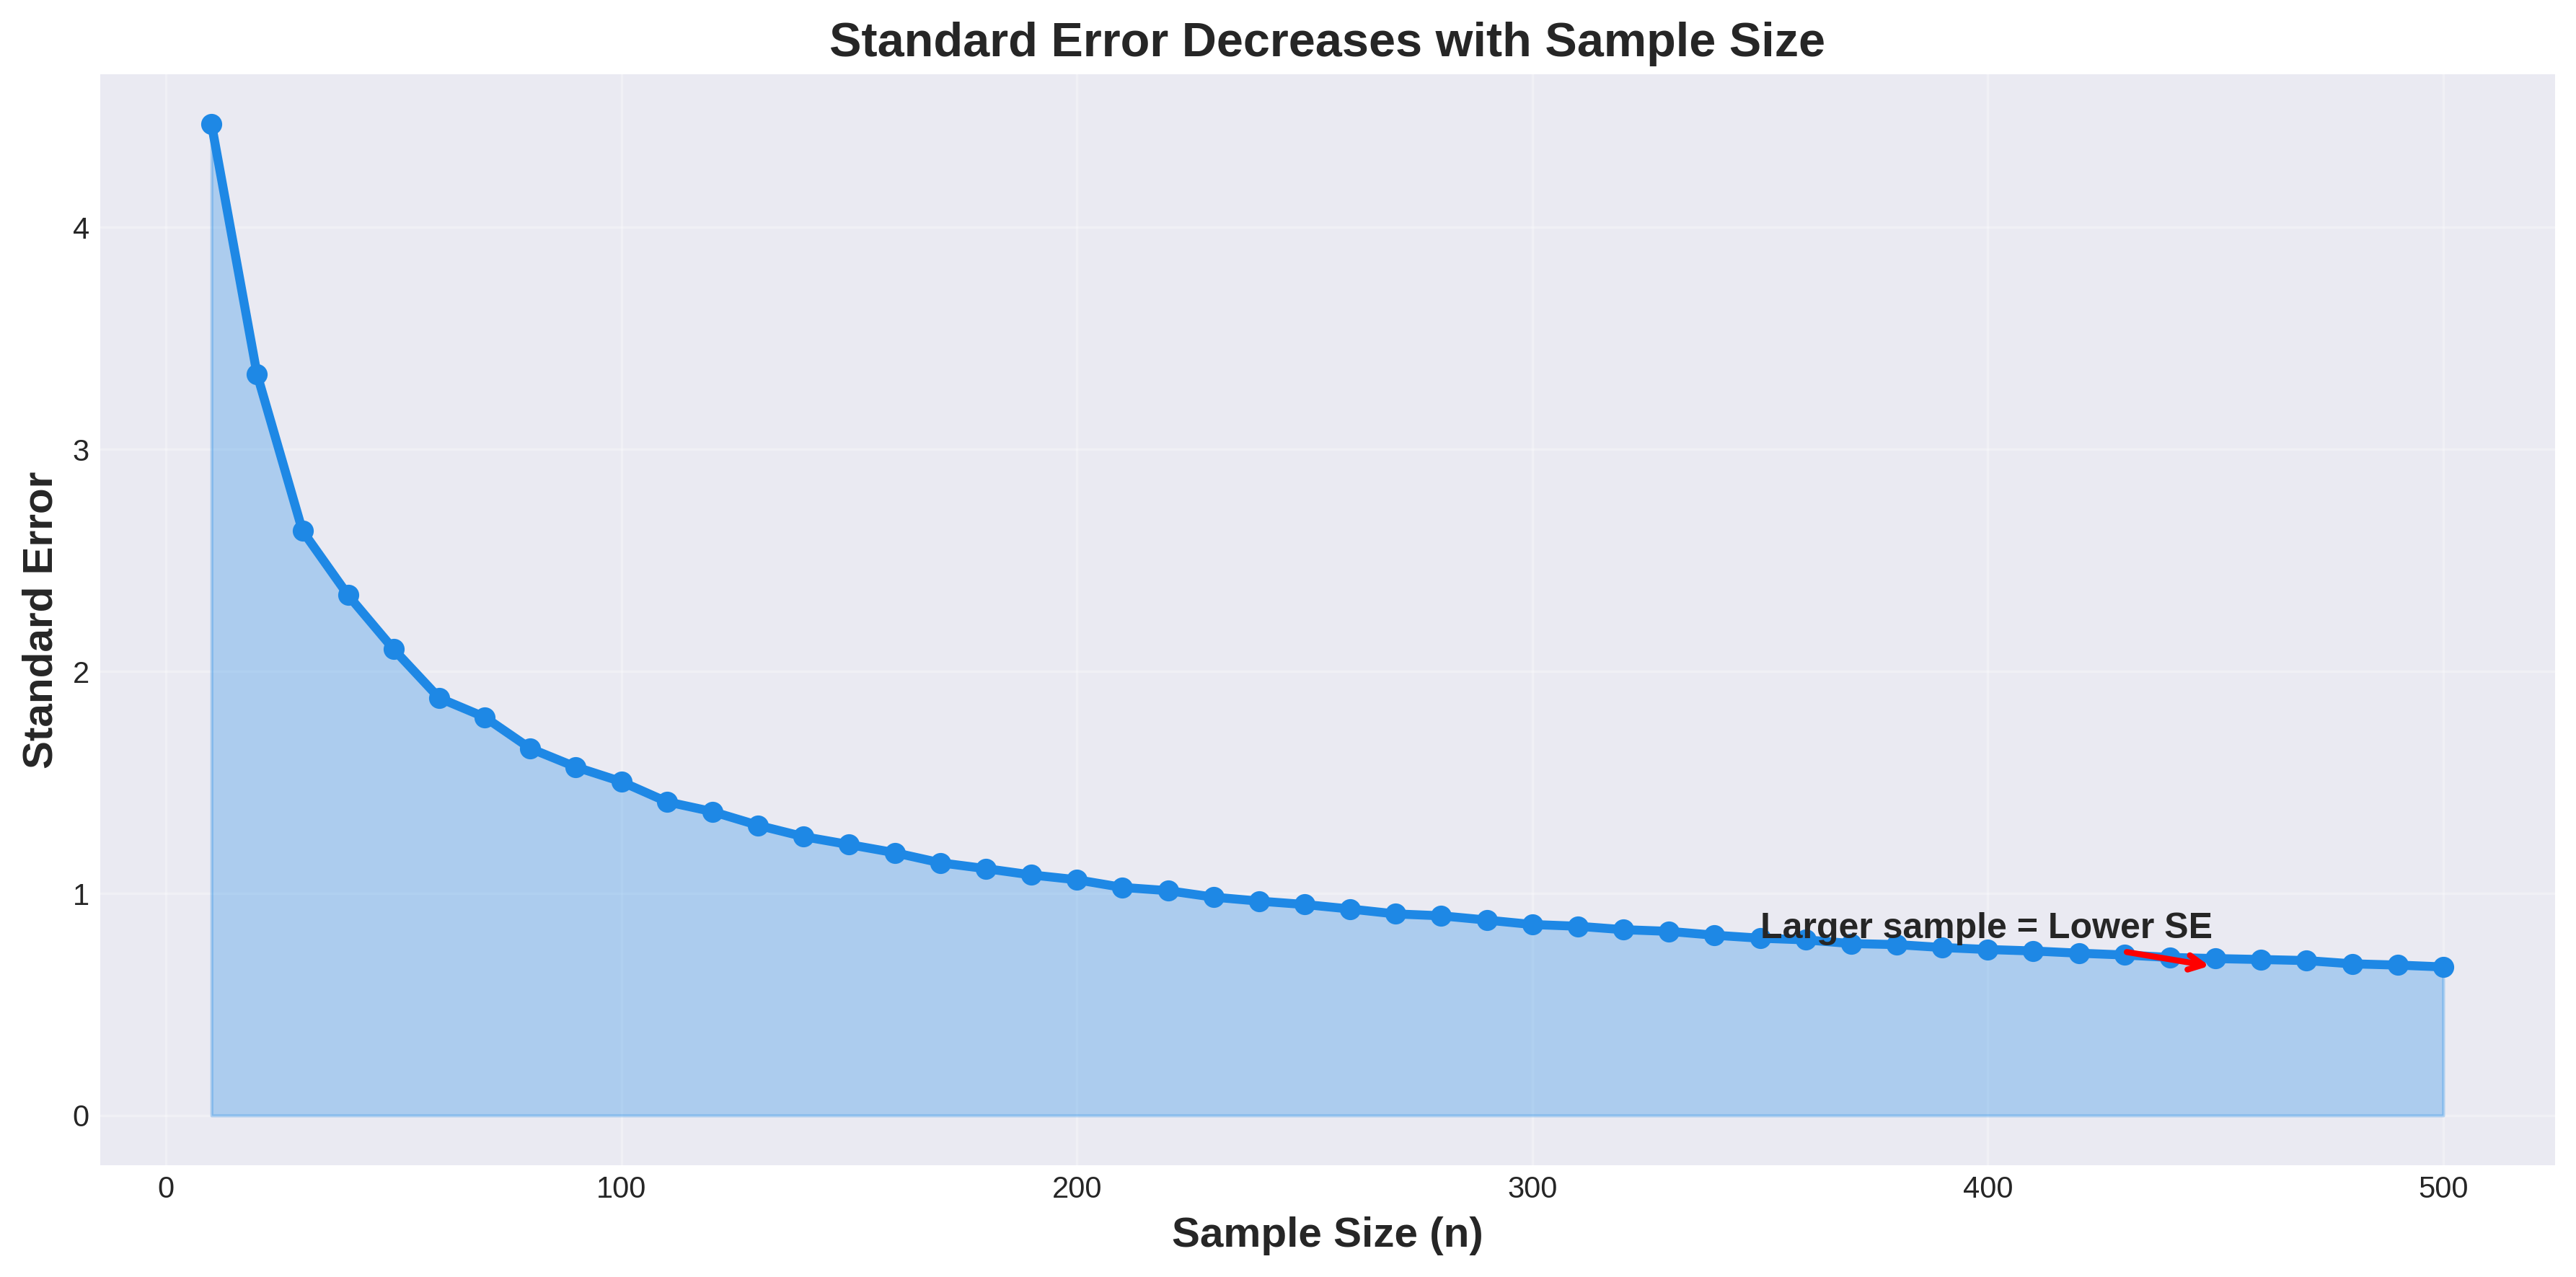 Standard Error Decreases with Sample Size
Standard Error
4
3
2
1
0
Larger sample = Lower SE
0 100 200 300 400 500
Sample Size (n)